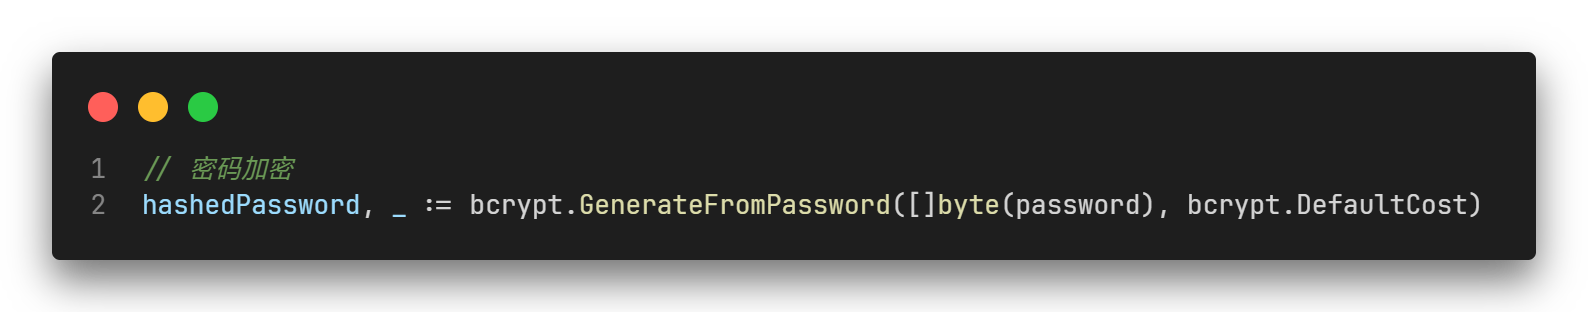 1 // 密码加密
2 hashedPassword, _ := bcrypt.GenerateFromPassword([]byte(password), bcrypt.DefaultCost)